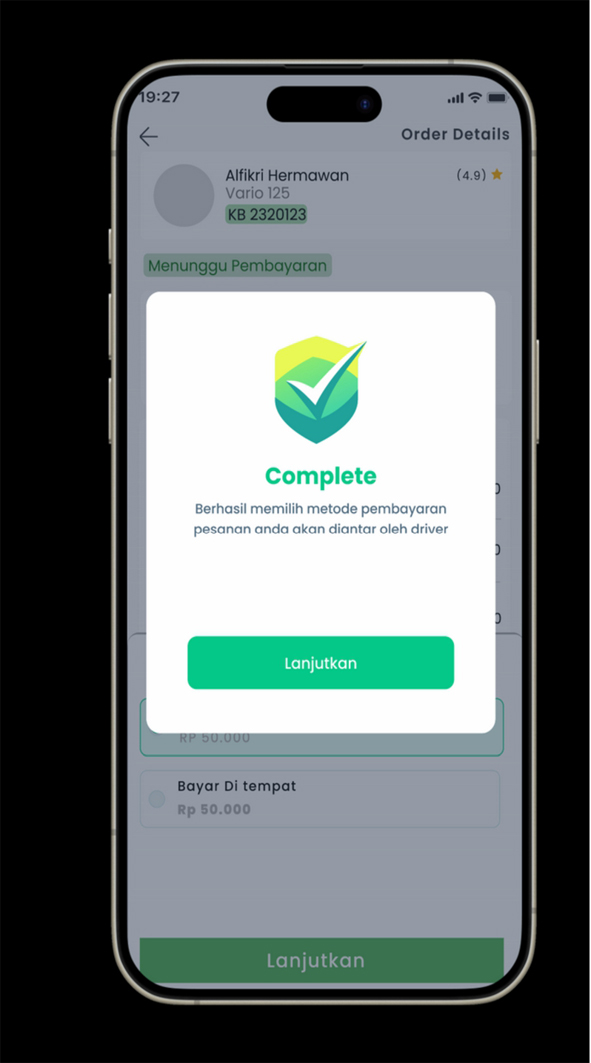 19:27
Order Details
Alfikri Hermawan
(4.9)
Vario 125
KB 2320123
Menunggu Pembayaran
Complete
Berhasil memilih metode pembayaran
pesanan anda akan diantar oleh driver
Lanjutkan
RP 50.000
Bayar Di tempat
Rp 50.000
Lanjutkan